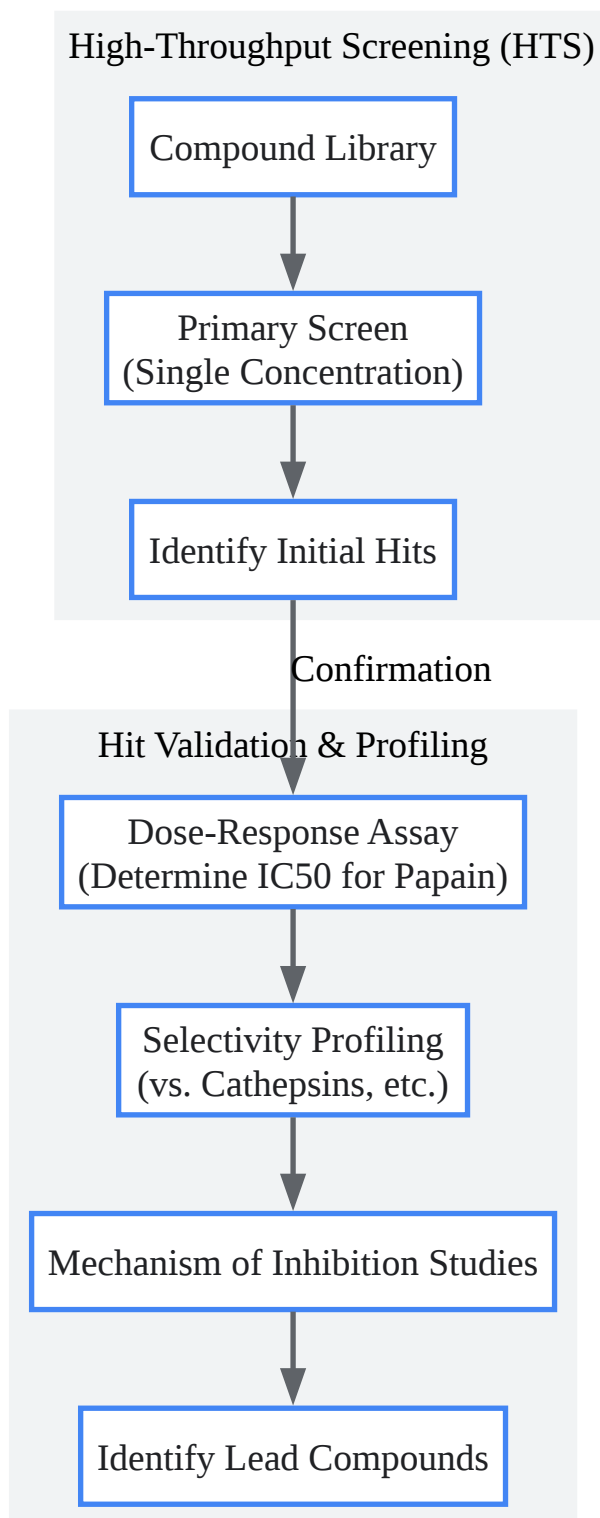 High-Throughput Screening (HTS)
Compound Library
Primary Screen
(Single Concentration)
Identify Initial Hits
Confirmation
Hit Validation & Profiling
Dose-Response Assay
(Determine IC50 for Papain)
Selectivity Profiling
(vs. Cathepsins, etc.)
Mechanism of Inhibition Studies
Identify Lead Compounds